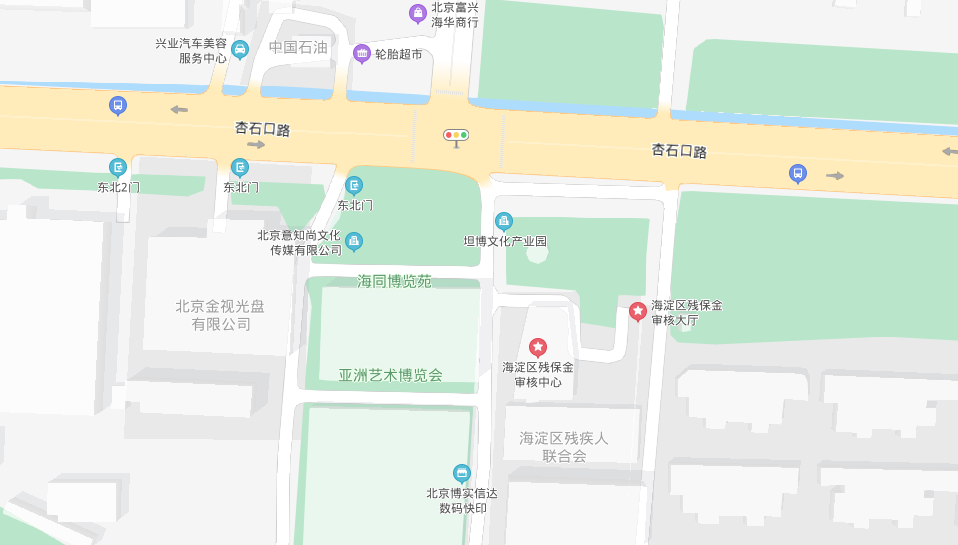 北京富兴
海华商行
兴业汽车美容
服务中心
中国石油
轮胎超市
杏石口路
杏石口路
东北2门
东北门
东北门
北京意知尚文化
传媒有限公司
坦博文化产业园
海同博览苑
北京金视光盘
有限公司
海淀区残保金
审核大厅
亚洲艺术博览会
海淀区残保金
审核中心
海淀区残疾人
联合会
北京博实信达
数码快印